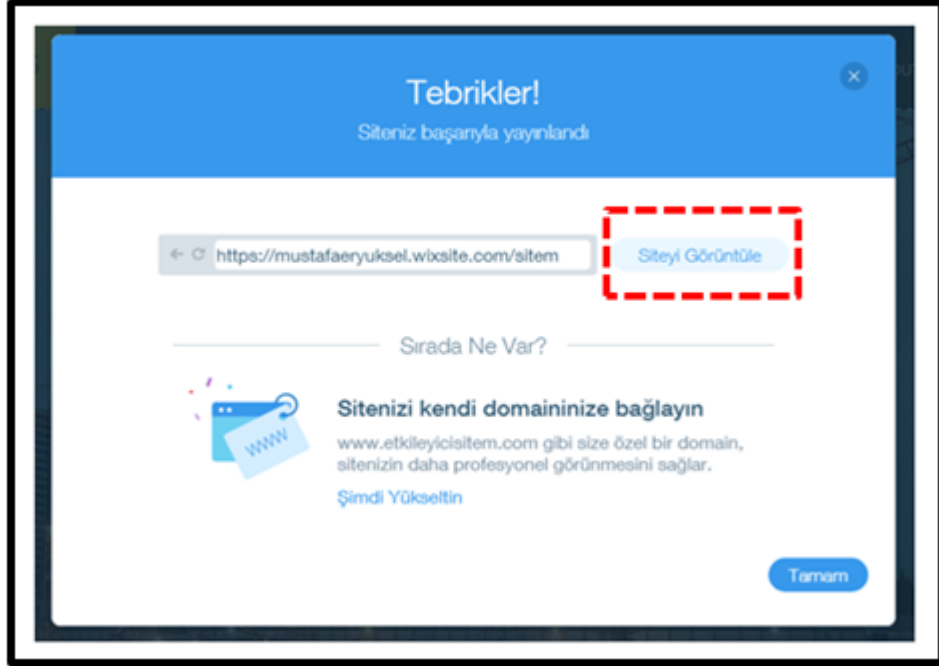 Tebrikler!
Siteniz başarıyla yayınlandı
https://mustafaeryuksel.wixsite.com/sitem
Siteyi Görüntüle
Sırada Ne Var?
www
Sitenizi kendi domaininize bağlayın
www.etkileyicisitem.com gibi size özel bir domain,
sitenizin daha profesyonel görünmesini sağlar.
Şimdi Yükseltin
Tamam